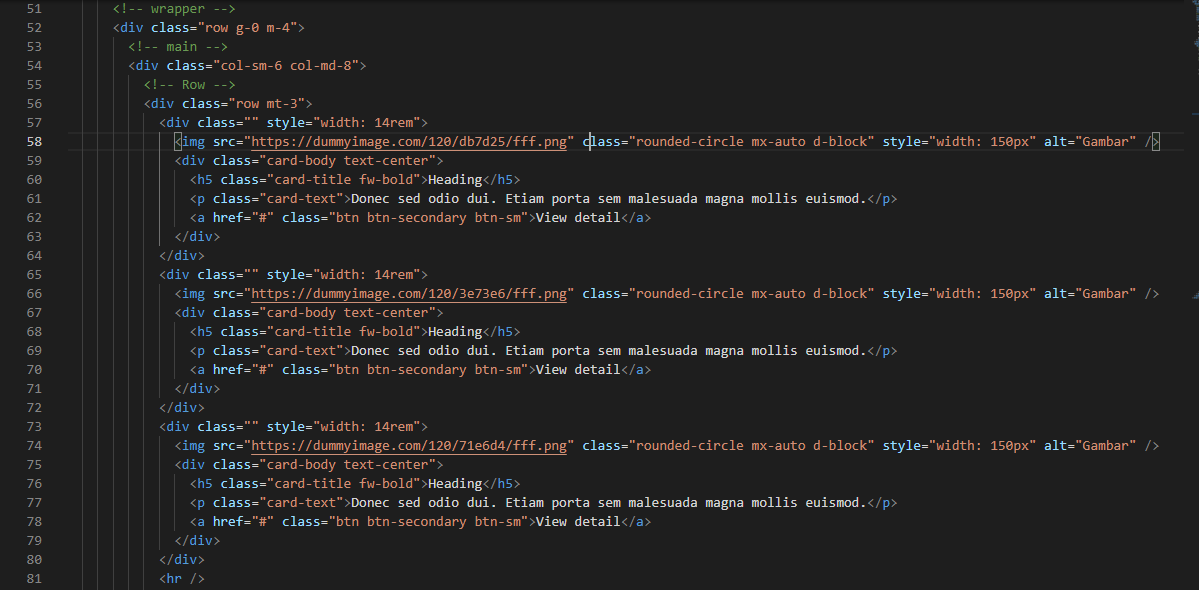 51 <!-- wrapper -->
52 <div class="row g-0 m-4">
53 <!-- main -->
54 <div class="col-sm-6 col-md-8">
55 <!-- Row -->
56 <div class="row mt-3">
57 <div class="" style="width: 14rem">
58 <img src="https://dummyimage.com/120/db7d25/fff.png" class="rounded-circle mx-auto d-block" style="width: 150px" alt="Gambar" />
59 <div class="card-body text-center">
60 <h5 class="card-title fw-bold">Heading</h5>
61 <p class="card-text">Donec sed odio dui. Etiam porta sem malesuada magna mollis euismod.</p>
62 <a href="#" class="btn btn-secondary btn-sm">View detail</a>
63 </div>
64 </div>
65 <div class="" style="width: 14rem">
66 <img src="https://dummyimage.com/120/3e73e6/fff.png" class="rounded-circle mx-auto d-block" style="width: 150px" alt="Gambar" />
67 <div class="card-body text-center">
68 <h5 class="card-title fw-bold">Heading</h5>
69 <p class="card-text">Donec sed odio dui. Etiam porta sem malesuada magna mollis euismod.</p>
70 <a href="#" class="btn btn-secondary btn-sm">View detail</a>
71 </div>
72 </div>
73 <div class="" style="width: 14rem">
74 <img src="https://dummyimage.com/120/71e6d4/fff.png" class="rounded-circle mx-auto d-block" style="width: 150px" alt="Gambar" />
75 <div class="card-body text-center">
76 <h5 class="card-title fw-bold">Heading</h5>
77 <p class="card-text">Donec sed odio dui. Etiam porta sem malesuada magna mollis euismod.</p>
78 <a href="#" class="btn btn-secondary btn-sm">View detail</a>
79 </div>
80 </div>
81 <hr />